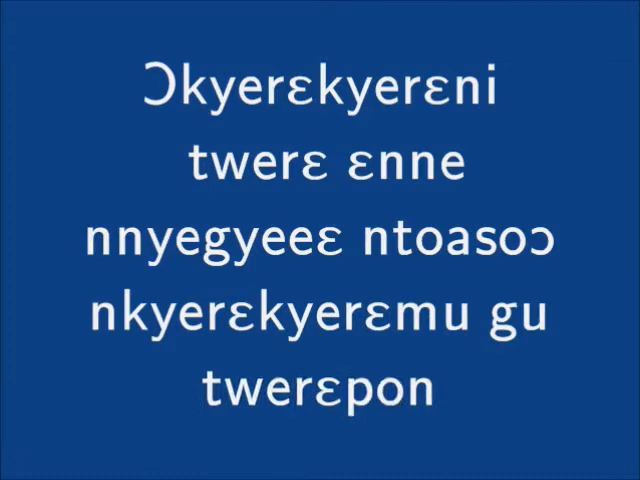 Ɔkyerɛkyerɛni
twerɛ ɛnne
nnyegyeeɛ ntoasoɔ
nkyerɛkyerɛmu gu
twerɛpon